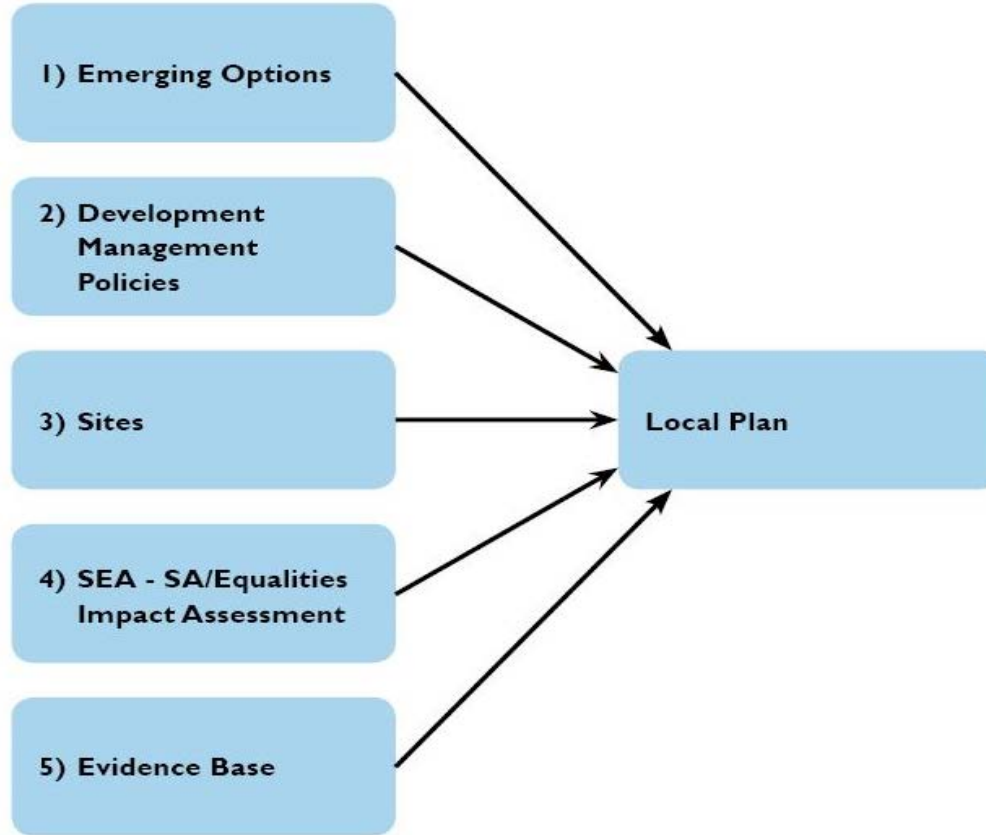 1) Emerging Options
2) Development
Management
Policies
3) Sites
4) SEA - SA/Equalities
Impact Assessment
5) Evidence Base
Local Plan